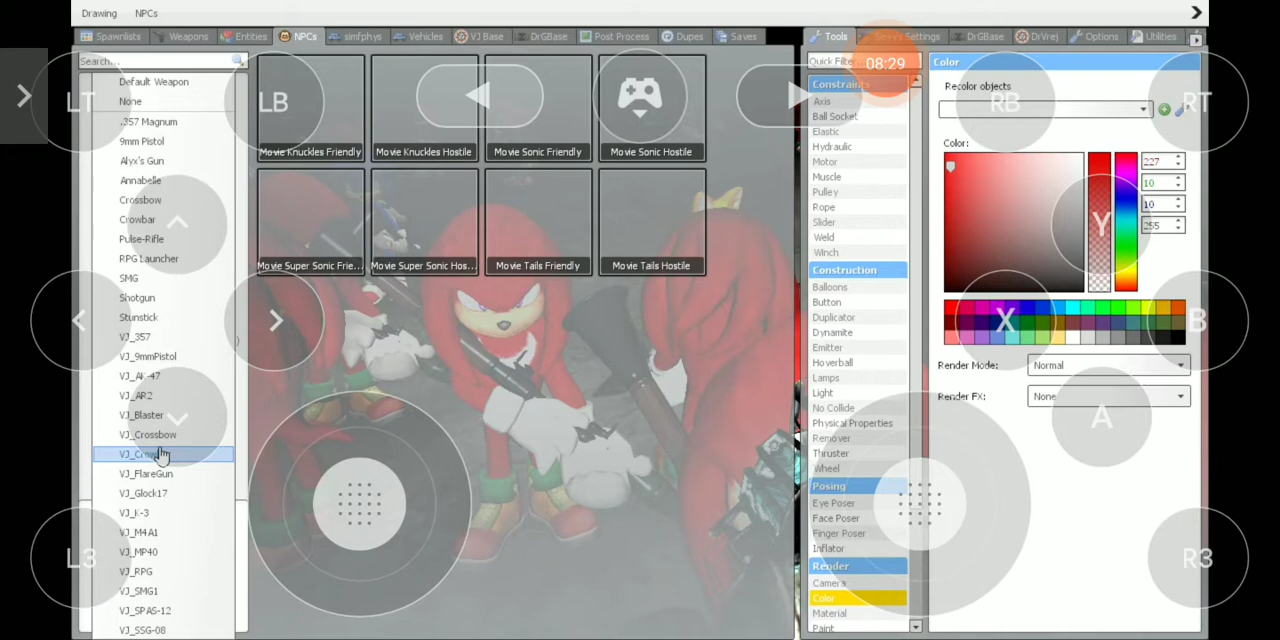 Drawing NPCs
Spawnlists Weapons Entities NPCs simfphys Vehicles VJ Base DrGBase Post Process Dupes Saves
Tools Settings DrGBase DrVrej Options Utilities
Search...
Default Weapon
None
.357 Magnum
9mm Pistol
Alyx's Gun
Annabelle
Crossbow
Crowbar
Pulse-Rifle
RPG Launcher
SMG
Shotgun
Stunstick
VJ_357
VJ_9mmPistol
VJ_AK-47
VJ_AR2
VJ_Blaster
VJ_Crossbow
VJ_FlareGun
VJ_Glock17
VJ_K-3
VJ_M4A1
VJ_MP40
VJ_RPG
VJ_SMG1
VJ_SPAS-12
VJ_SSG-08
LT
LB
L3
Movie Knuckles Friendly Movie Knuckles Hostile Movie Sonic Friendly Movie Sonic Hostile
Movie Super Sonic Frie... Movie Super Sonic Hos... Movie Tails Friendly Movie Tails Hostile
08:29
Quick Filter...
Constraints
Axis
Ball Socket
Elastic
Hydraulic
Motor
Muscle
Pulley
Rope
Slider
Weld
Winch
Construction
Balloons
Button
Duplicator
Dynamite
Emitter
Hoverball
Lamps
Light
No Collide
Physical Properties
Remover
Thruster
Wheel
Posing
Eye Poser
Face Poser
Finger Poser
Inflator
Render
Camera
Color
Material
Paint
Color
Recolor objects
RB
RT
Color:
227
10
10
255
Y
X
B
Render Mode: Normal
Render FX: None
A
R3